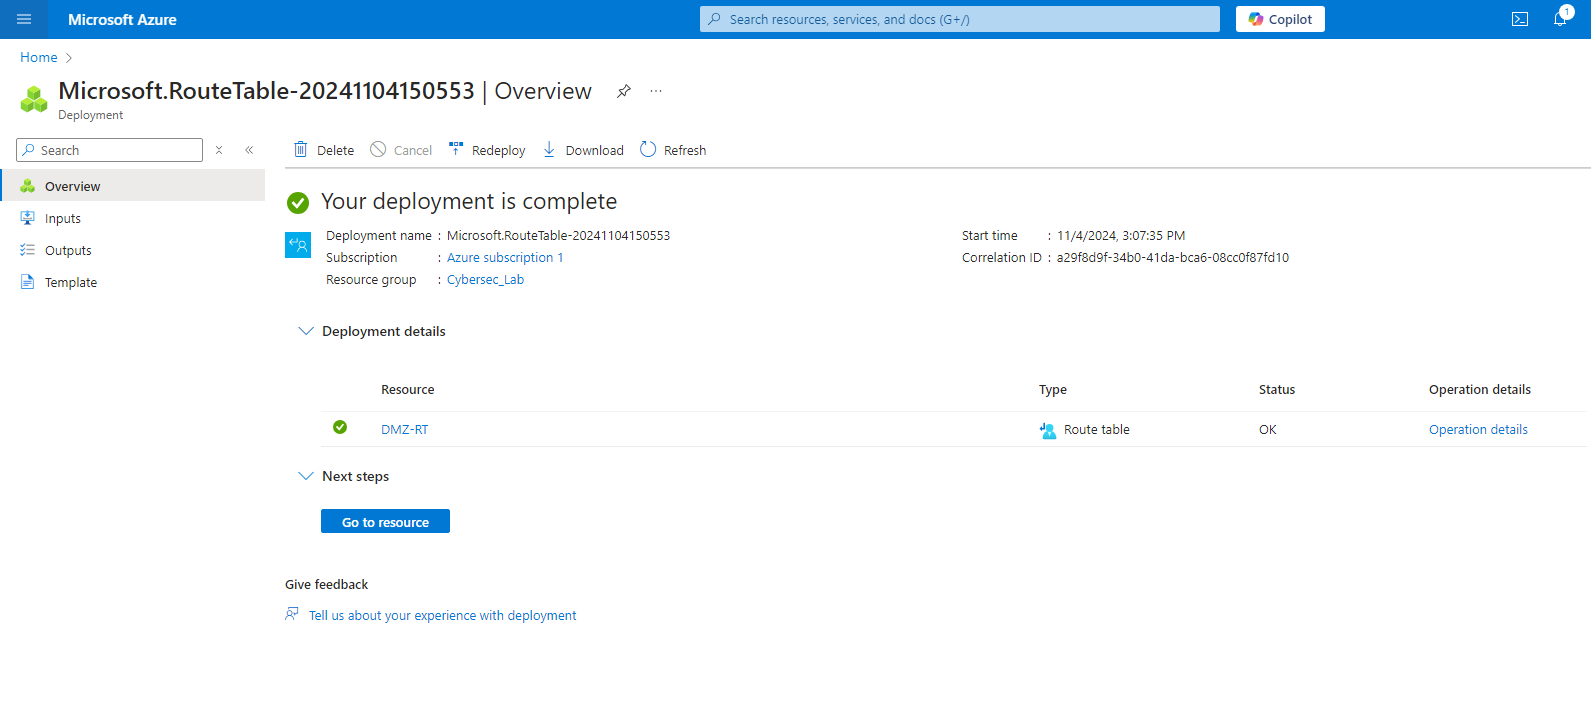 Microsoft Azure
Search resources, services, and docs (G+/)
Copilot
1
Home
Microsoft.RouteTable-20241104150553 | Overview
Deployment
Search
Delete
Cancel
Redeploy
Download
Refresh
Overview
Inputs
Outputs
Template
Your deployment is complete
Deployment name : Microsoft.RouteTable-20241104150553
Subscription : Azure subscription 1
Resource group : Cybersec_Lab
Start time : 11/4/2024, 3:07:35 PM
Correlation ID : a29f8d9f-34b0-41da-bca6-08cc0f87fd10
Deployment details
Resource Type Status Operation details
DMZ-RT Route table OK Operation details
Next steps
Go to resource
Give feedback
Tell us about your experience with deployment